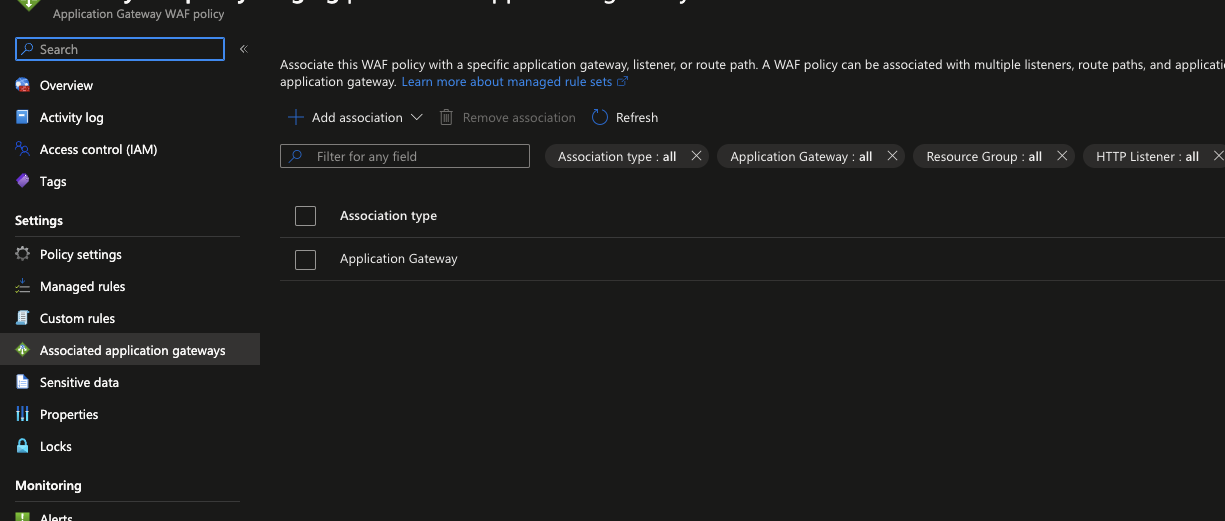 Application Gateway WAF policy
Search
«
Overview
Activity log
Access control (IAM)
Tags
Settings
Policy settings
Managed rules
Custom rules
Associated application gateways
Sensitive data
Properties
Locks
Monitoring
Alerts
Associate this WAF policy with a specific application gateway, listener, or route path. A WAF policy can be associated with multiple listeners, route paths, and
application gateway. Learn more about managed rule sets
Add association
Remove association
Refresh
Filter for any field
Association type : all
Application Gateway : all
Resource Group : all
HTTP Listener : all
Association type
Application Gateway